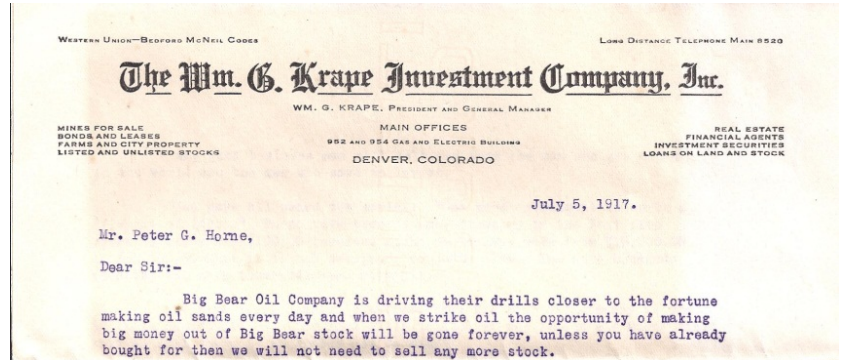 Western Union—Bedford McNeil Codes
Long Distance Telephone Main 8520
The Wm. G. Krape Investment Company, Inc.
WM. G. KRAPE, President and General Manager
MINES FOR SALE
BONDS AND LEASES
FARMS AND CITY PROPERTY
LISTED AND UNLISTED STOCKS
MAIN OFFICES
952 and 954 Gas and Electric Building
DENVER, COLORADO
REAL ESTATE
FINANCIAL AGENTS
INVESTMENT SECURITIES
LOANS ON LAND AND STOCK
July 5, 1917.
Mr. Peter G. Horne,
Dear Sir:-
Big Bear Oil Company is driving their drills closer to the fortune
making oil sands every day and when we strike oil the opportunity of making
big money out of Big Bear stock will be gone forever, unless you have already
bought for then we will not need to sell any more stock.